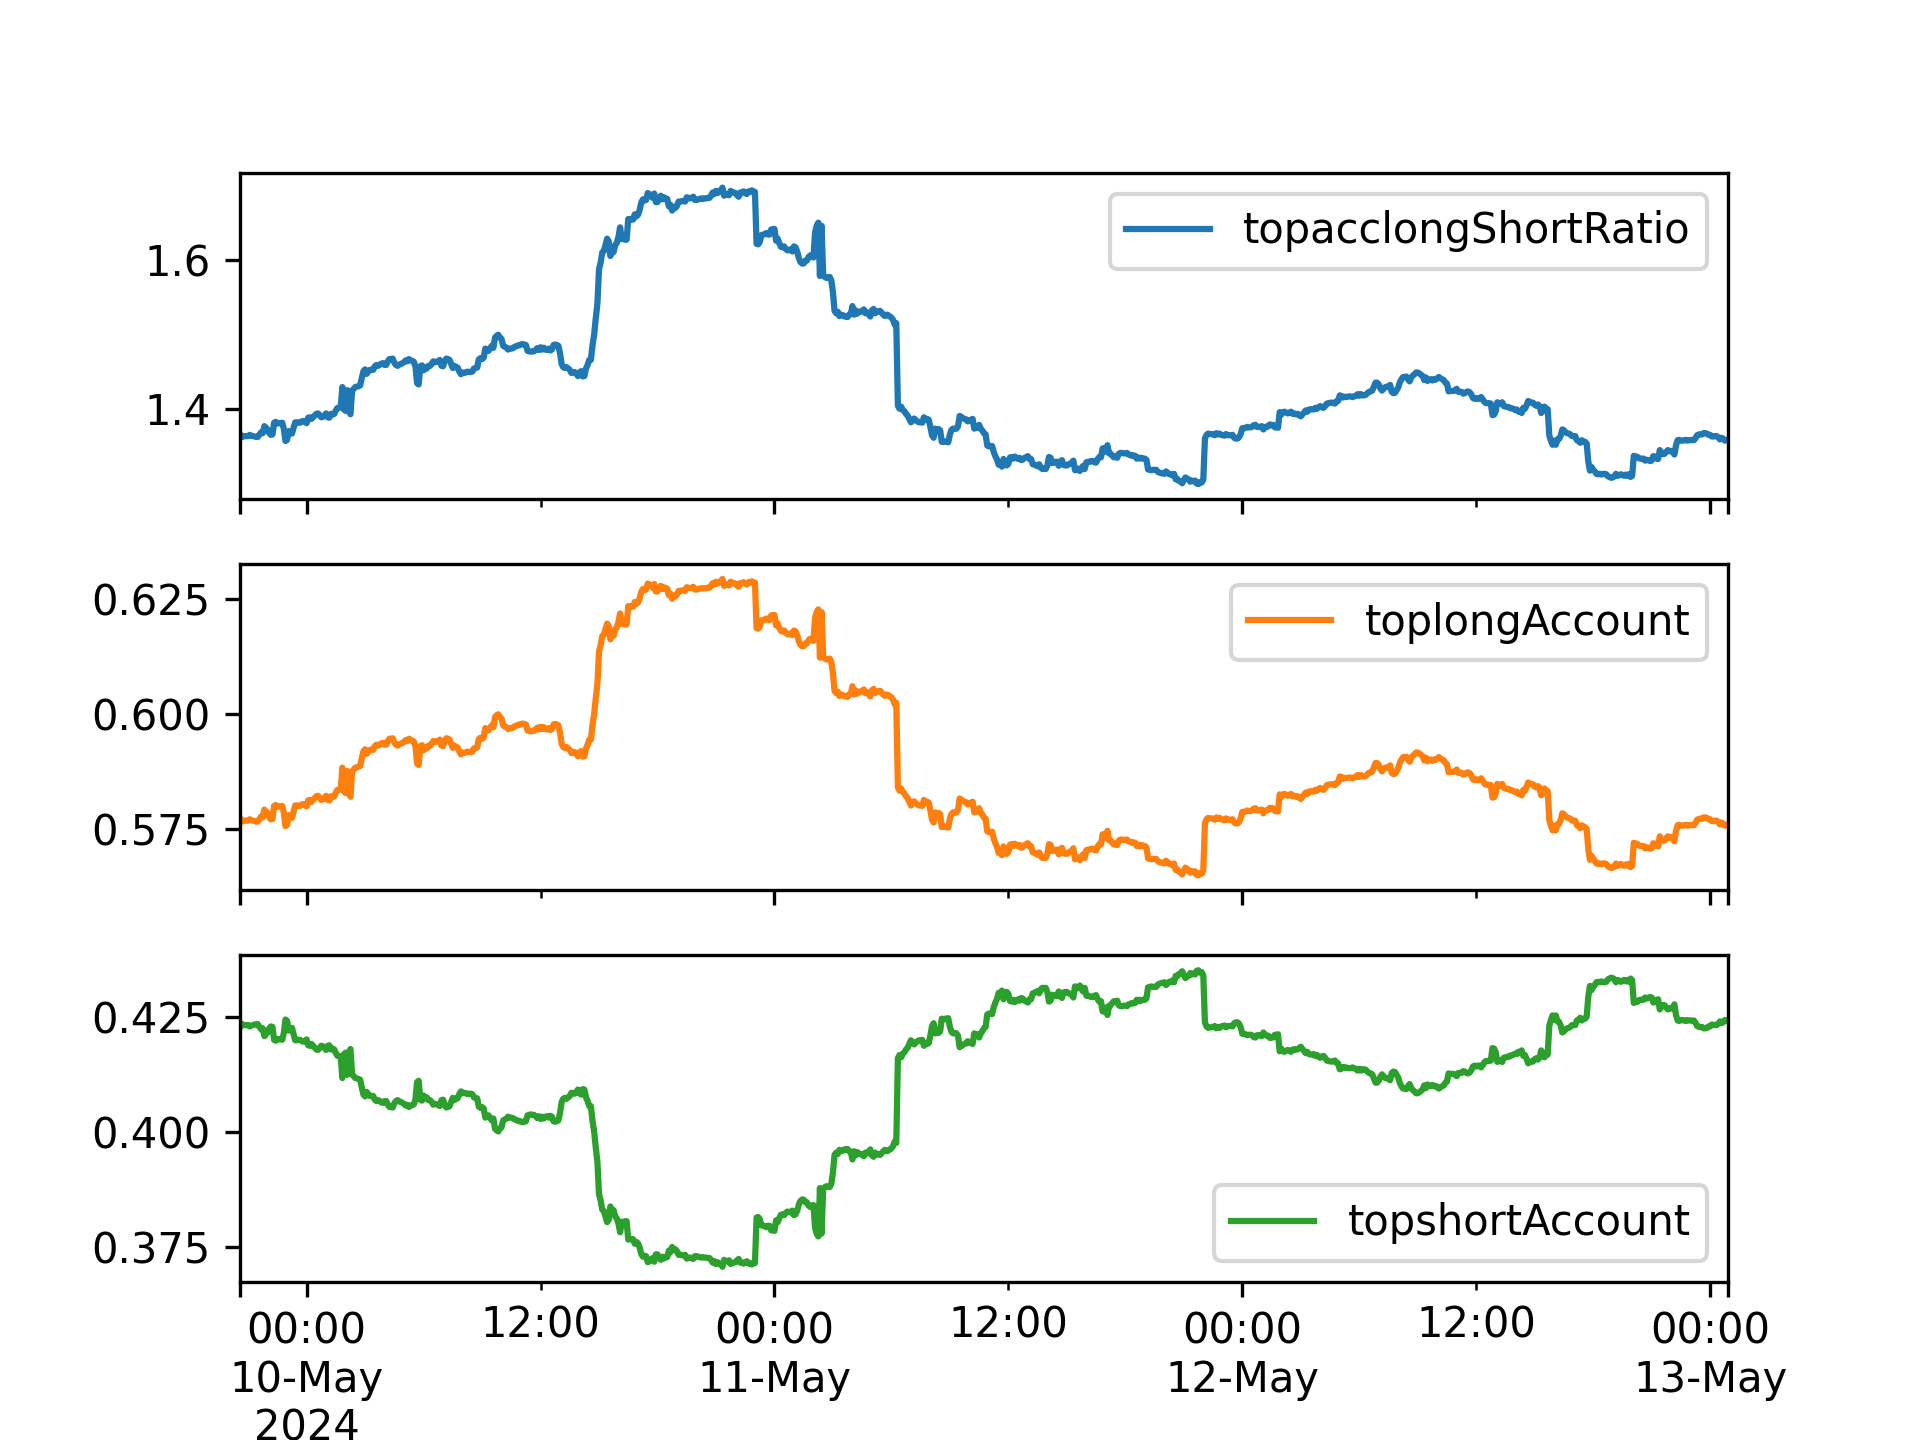 topacclongShortRatio
1.6
1.4
toplongAccount
0.625
0.600
0.575
topshortAccount
0.425
0.400
0.375
00:00 12:00 00:00 12:00 00:00 12:00 00:00
10-May 11-May 12-May 13-May
2024